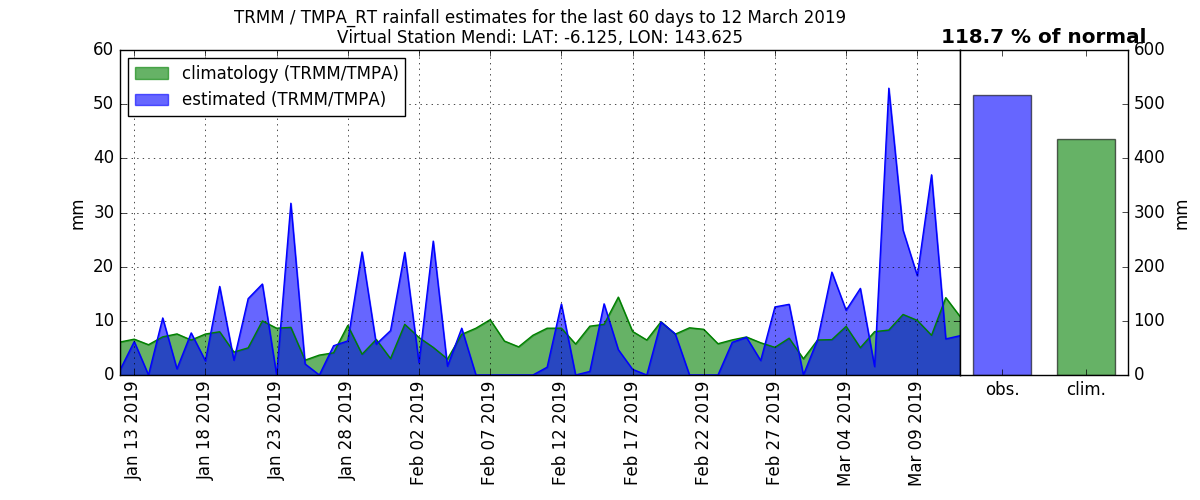 TRMM / TMPA_RT rainfall estimates for the last 60 days to 12 March 2019
Virtual Station Mendi: LAT: -6.125, LON: 143.625
118.7 % of normal
climatology (TRMM/TMPA)
estimated (TRMM/TMPA)
60
50
40
30
20
10
0
mm
600
500
400
300
200
100
0
mm
Jan 13 2019
Jan 18 2019
Jan 23 2019
Jan 28 2019
Feb 02 2019
Feb 07 2019
Feb 12 2019
Feb 17 2019
Feb 22 2019
Feb 27 2019
Mar 04 2019
Mar 09 2019
obs.
clim.